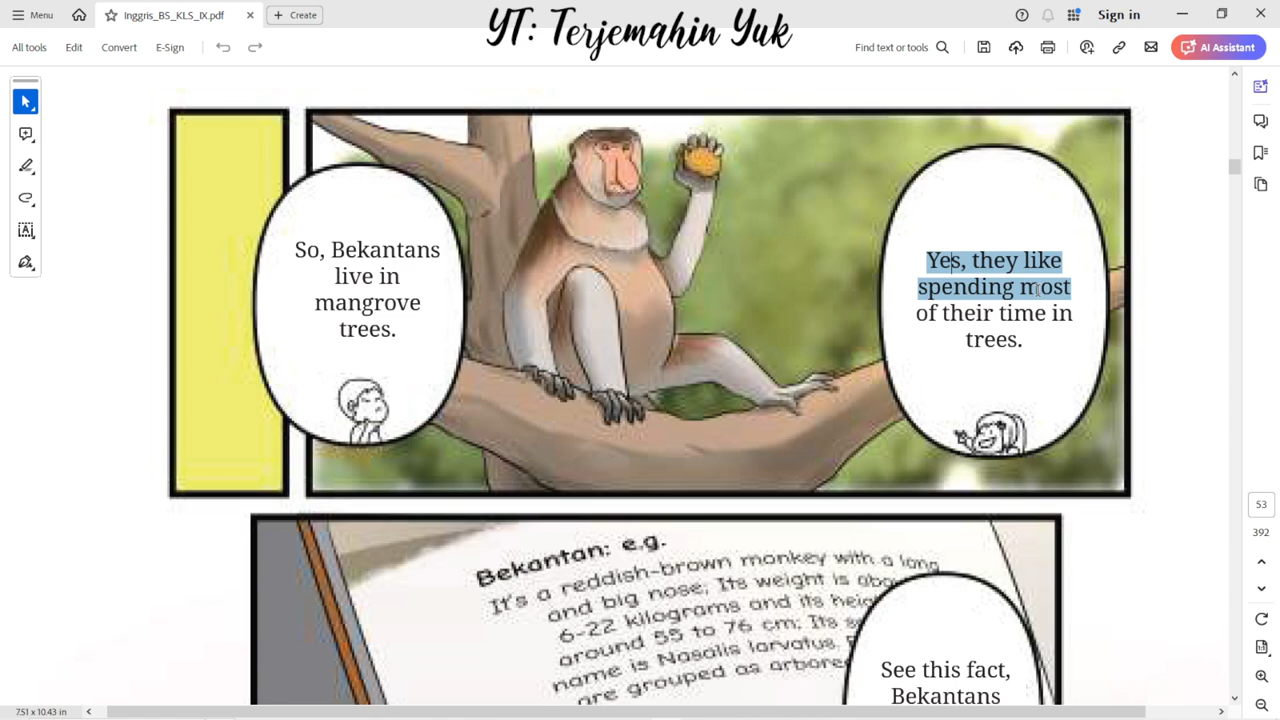 Menu
Inggris_BS_KLS_IX.pdf
Create
YT: Terjemahin Yuk
Sign in
All tools
Edit
Convert
E-Sign
Find text or tools
AI Assistant
So, Bekantans
live in
mangrove
trees.
Yes, they like
spending most
of their time in
trees.
Bekantan: e.g.
It's a reddish-brown monkey with a long
and big nose; Its weight is
6-22 kilograms and its
around 55 to 76 cm; Its
name is Nasalis larvatus.
are grouped as
See this fact,
Bekantans
53
392
7.51 x 10.43 in